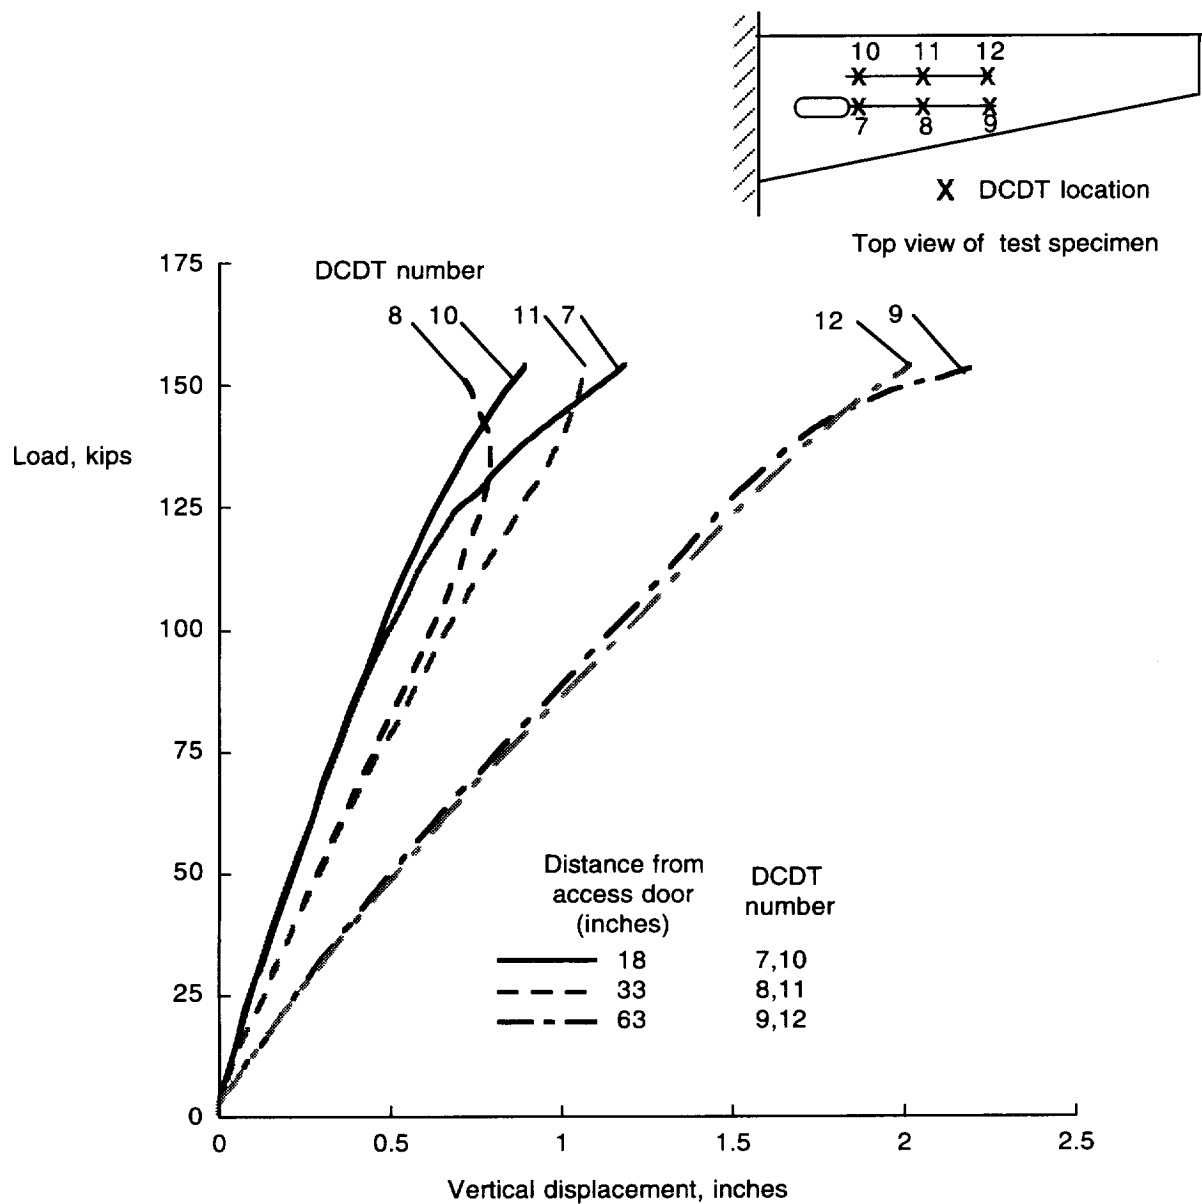 10 11 12
7 8 9
X DCDT location
Top view of test specimen
175
DCDT number
8 10 11 7 12 9
150
Load, kips
125
100
75
50
25
0
Distance from
access door
(inches)
DCDT
number
18 7,10
33 8,11
63 9,12
0 0.5 1 1.5 2 2.5
Vertical displacement, inches